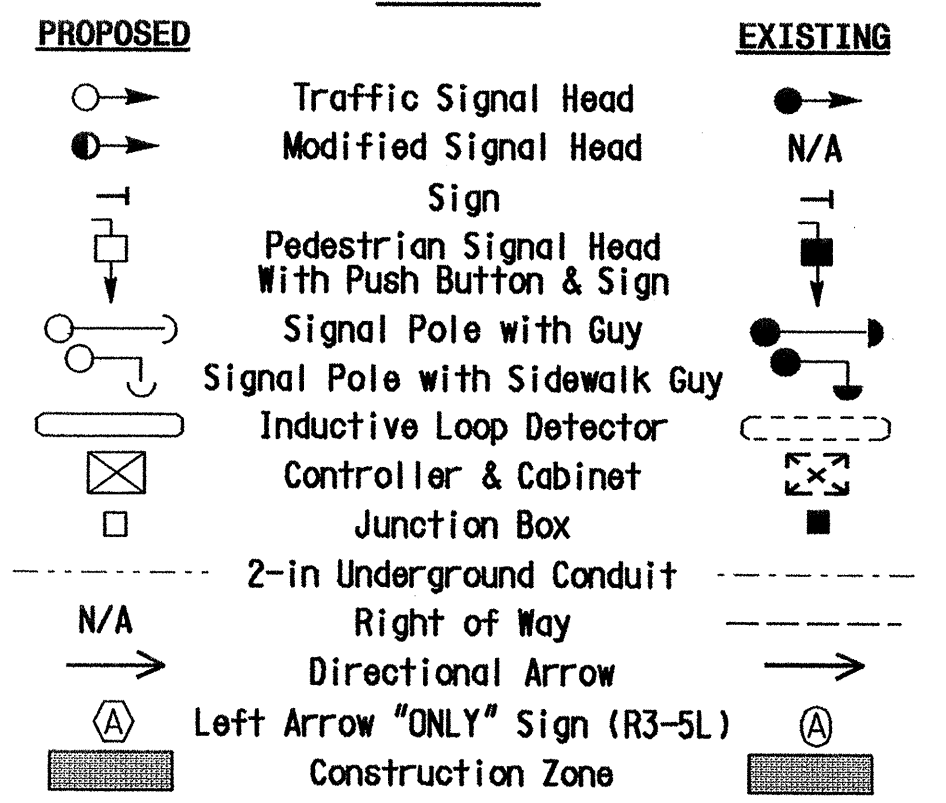 PROPOSED EXISTING
Traffic Signal Head
Modified Signal Head N/A
Sign
Pedestrian Signal Head
With Push Button & Sign
Signal Pole with Guy
Signal Pole with Sidewalk Guy
Inductive Loop Detector
Controller & Cabinet
Junction Box
2-in Underground Conduit
N/A Right of Way
Directional Arrow
A Left Arrow "ONLY" Sign (R3-5L) A
Construction Zone